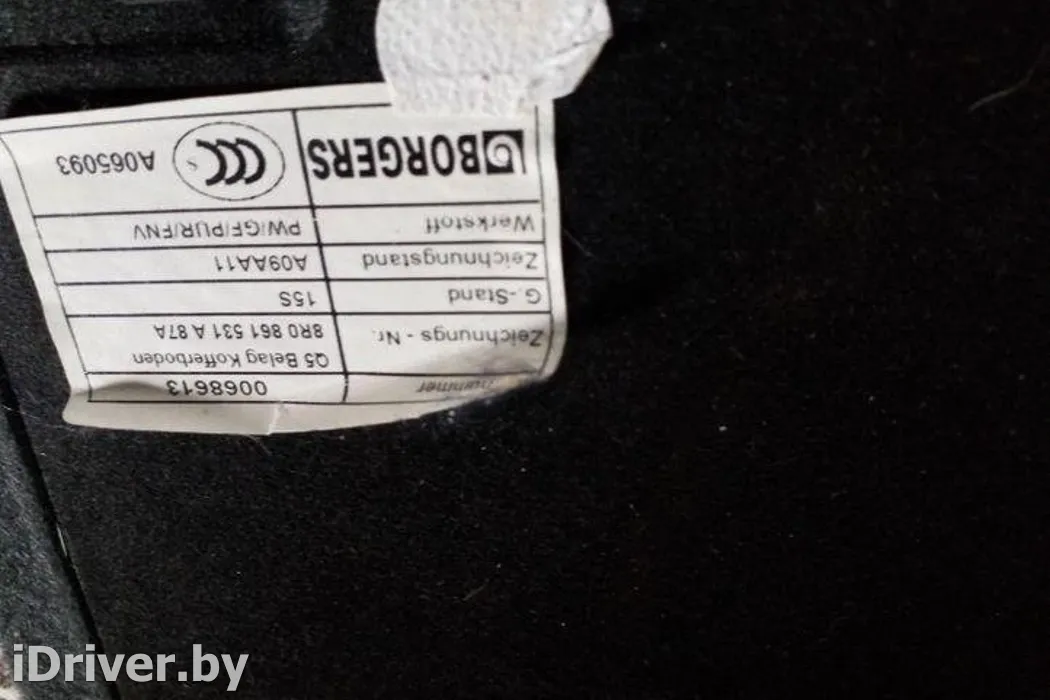 nummer 0068613
Q5 Belag Kofferboden
Zeichnungs - Nr. 8R0 861 531 A 87A
G.-Stand 15S
Zeichnungstand A09AA11
Werkstoff PW/GF/PUR/FNV
BORGERS CCC S A065093
iDriver.by